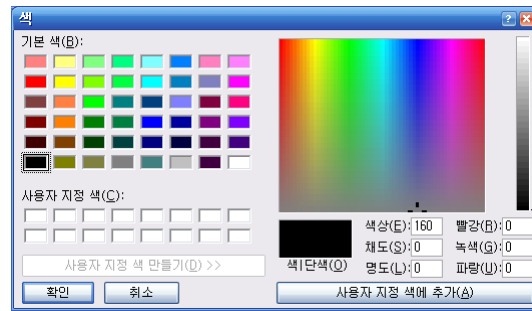 색
기본 색(B):
사용자 지정 색(C):
사용자 지정 색 만들기(D) >>
확인 취소
색상(E): 160 빨강(R): 0
채도(S): 0 녹색(G): 0
색|단색(O) 명도(L): 0 파랑(U): 0
사용자 지정 색에 추가(A)